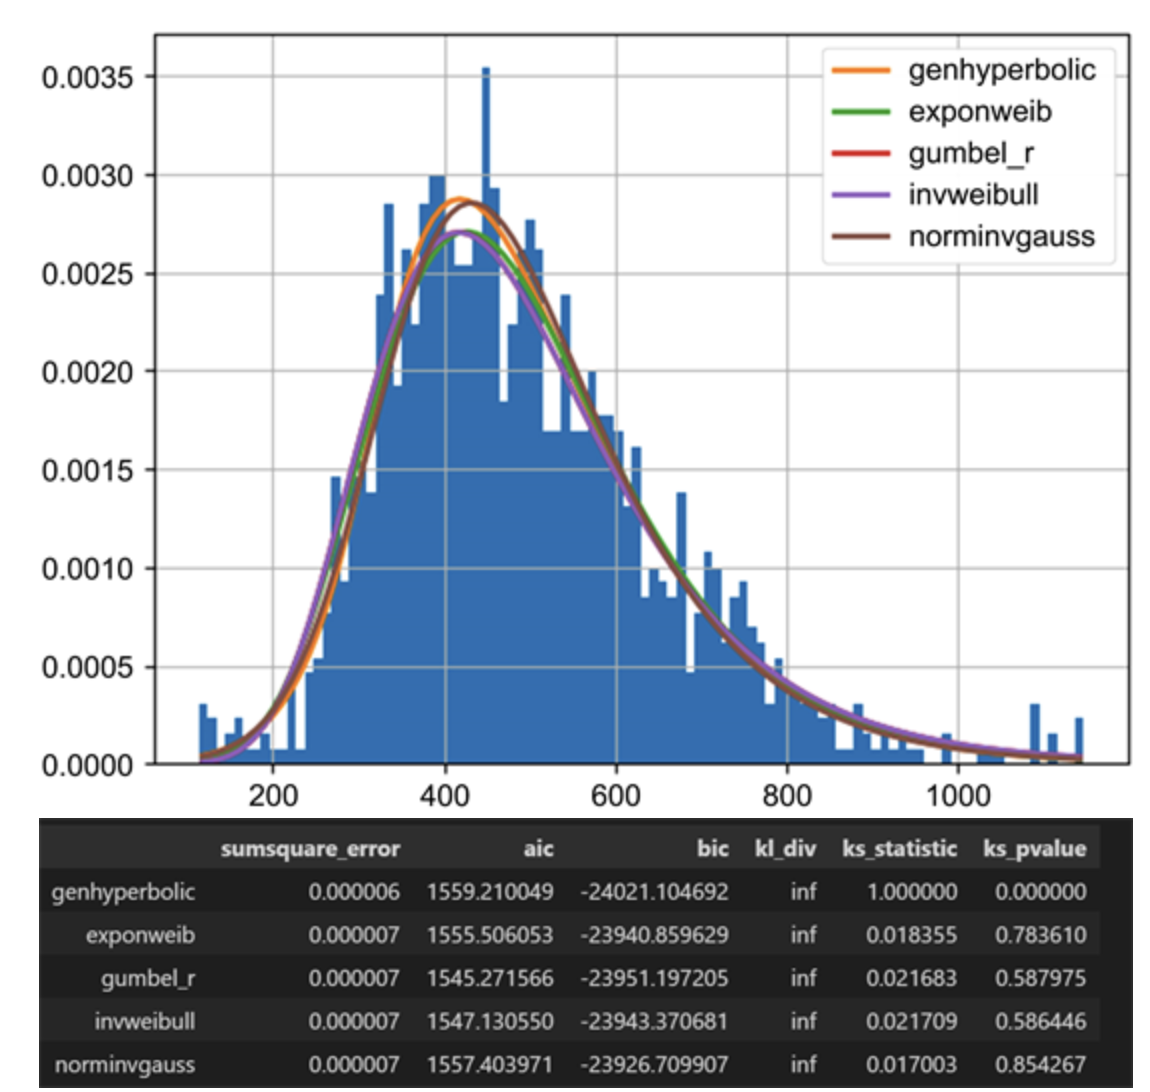 0.0035
0.0030
0.0025
0.0020
0.0015
0.0010
0.0005
0.0000
200 400 600 800 1000
genhyperbolic
exponweib
gumbel_r
invweibull
norminvgauss
sumsquare_error aic bic kl_div ks_statistic ks_pvalue
genhyperbolic 0.000006 1559.210049 -24021.104692 inf 1.000000 0.000000
exponweib 0.000007 1555.506053 -23940.859629 inf 0.018355 0.783610
gumbel_r 0.000007 1545.271566 -23951.197205 inf 0.021683 0.587975
invweibull 0.000007 1547.130550 -23943.370681 inf 0.021709 0.586446
norminvgauss 0.000007 1557.403971 -23926.709907 inf 0.017003 0.854267